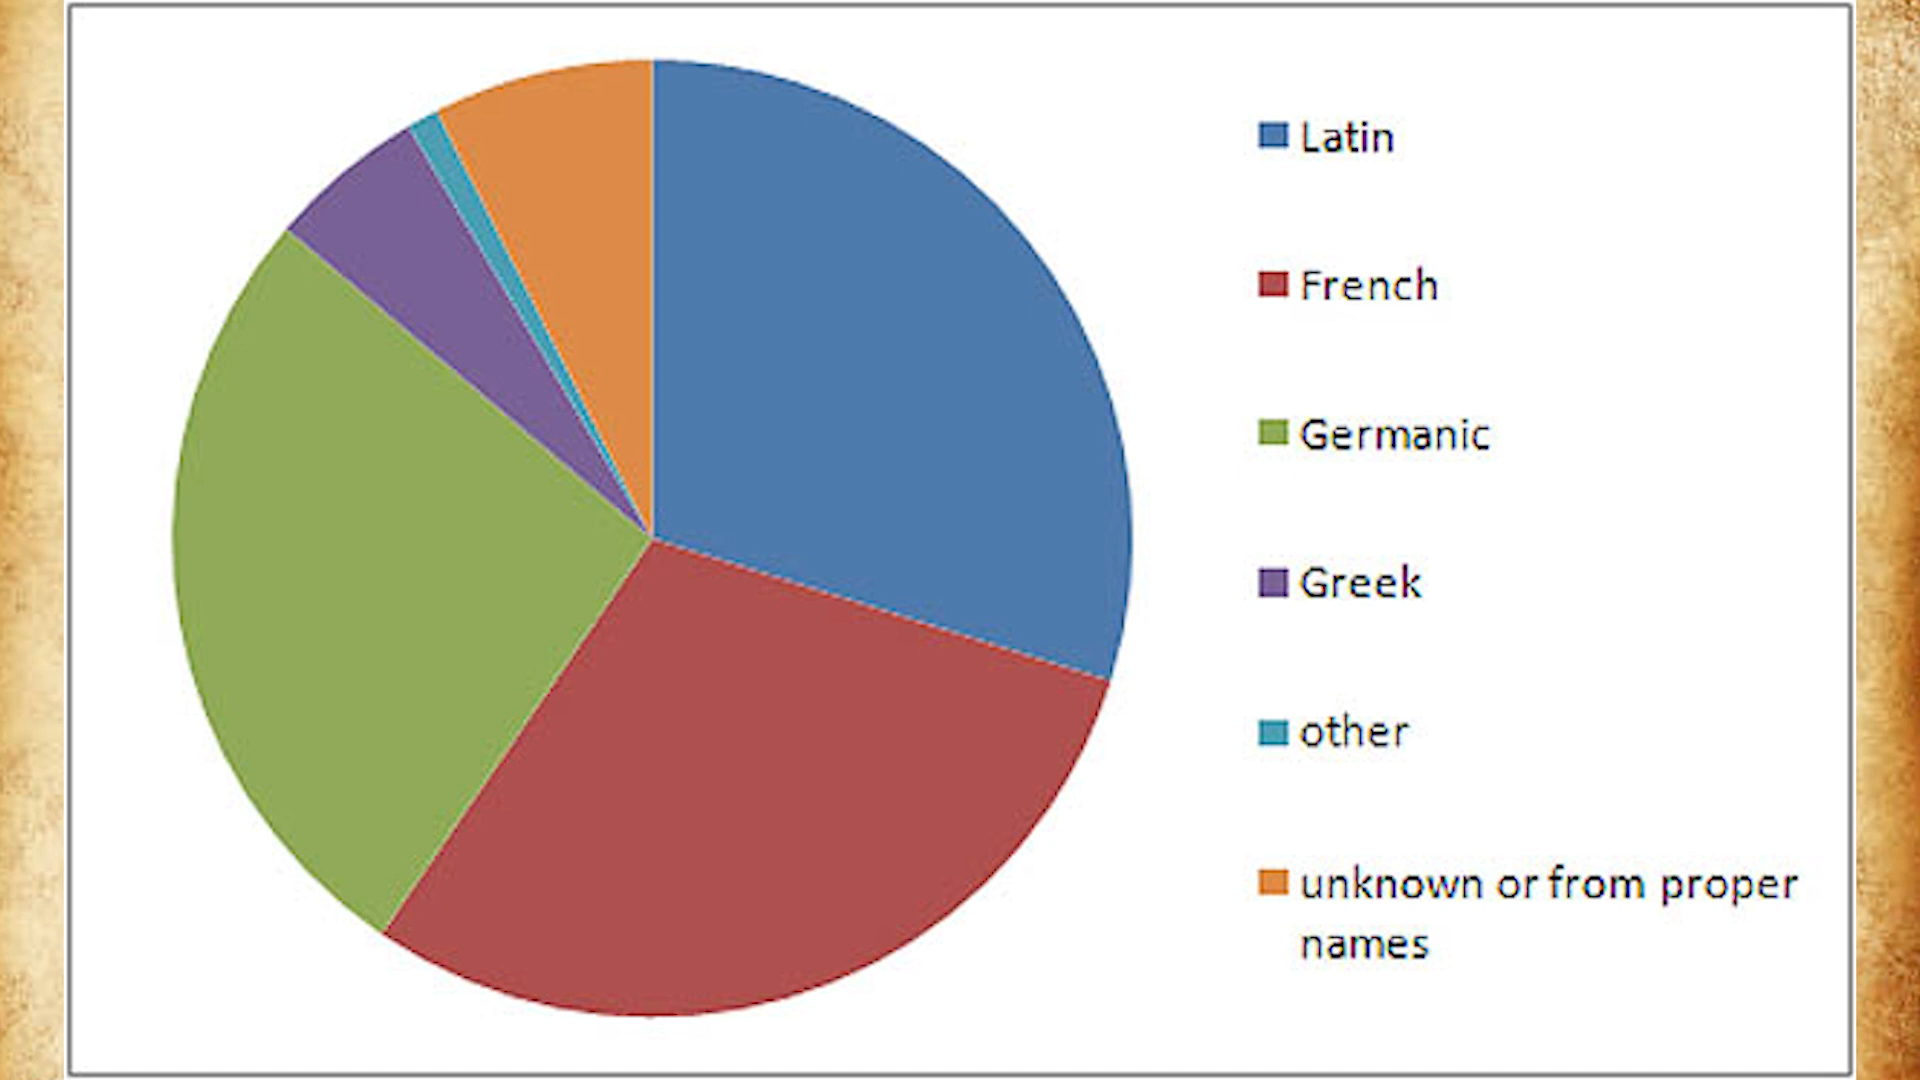 Latin
French
Germanic
Greek
other
unknown or from proper
names